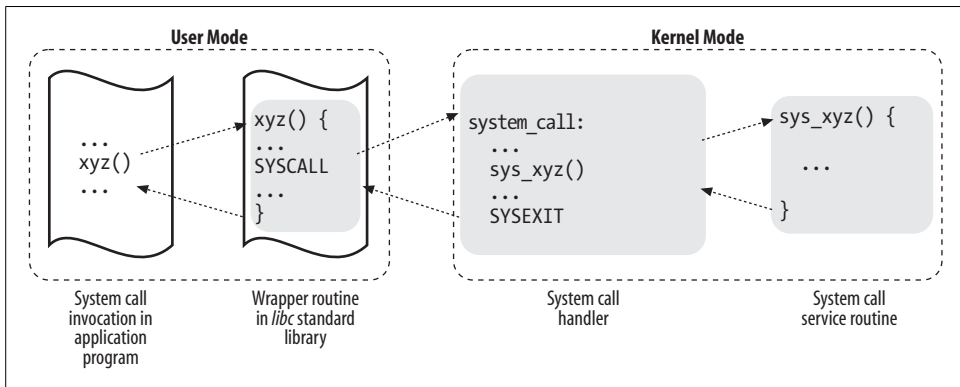 User Mode
Kernel Mode
...
xyz()
...
xyz() {
...
SYSCALL
...
}
system_call:
...
sys_xyz()
...
SYSEXIT
sys_xyz() {
...
}
System call
invocation in
application
program
Wrapper routine
in libc standard
library
System call
handler
System call
service routine